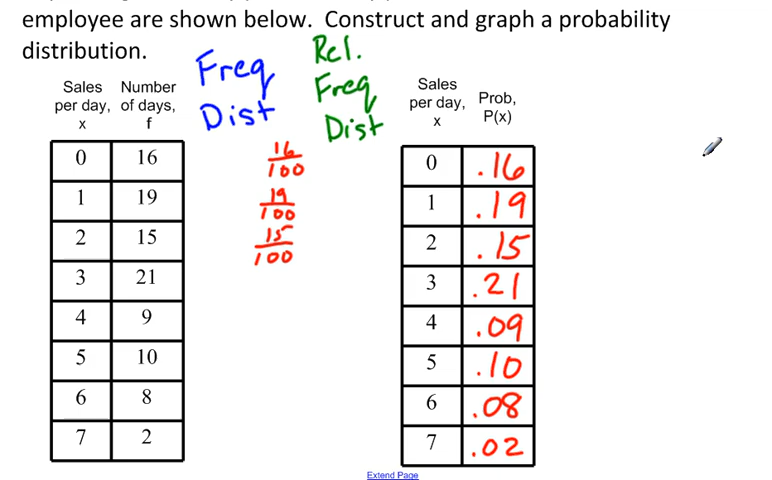 employee are shown below. Construct and graph a probability
distribution.
Freq
Dist
Rel.
Freq
Dist
Sales Number
per day, of days,
x f
0 16
1 19
2 15
3 21
4 9
5 10
6 8
7 2
16
100
19
100
15
100
Sales
per day, Prob,
x P(x)
0 .16
1 .19
2 .15
3 .21
4 .09
5 .10
6 .08
7 .02
Extend Page